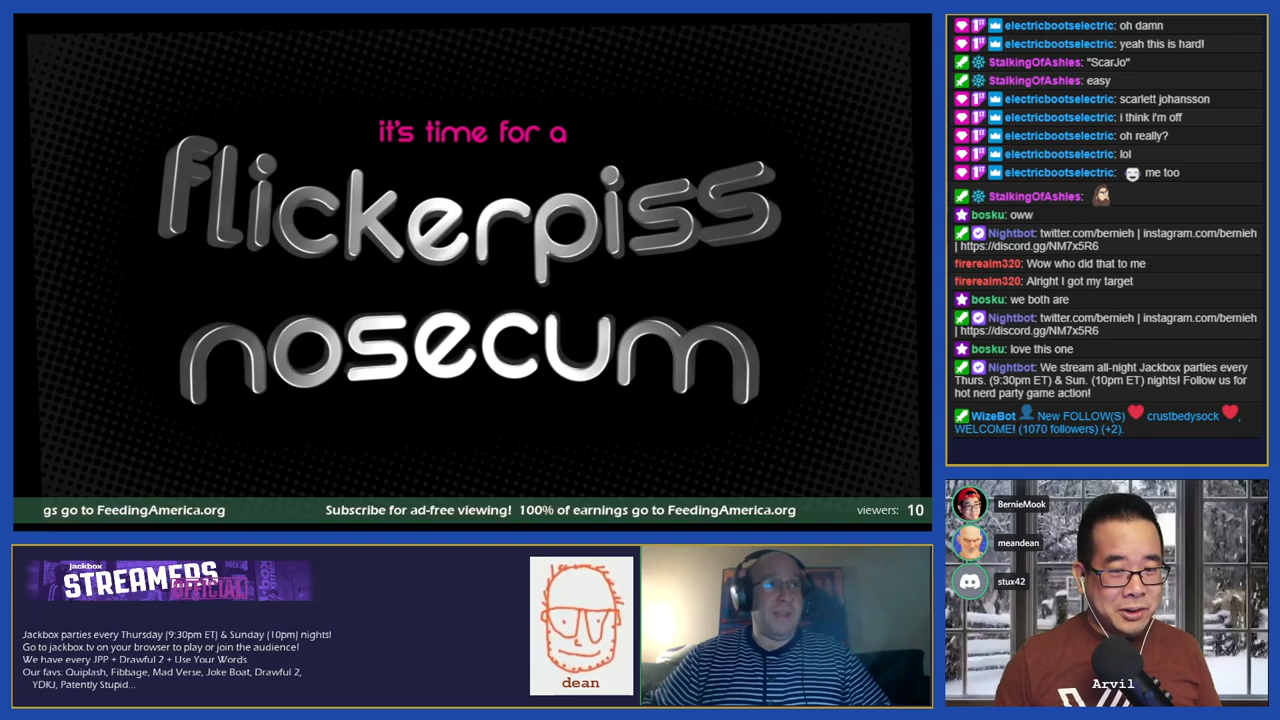 it's time for a
flickerpiss
nosecum
gs go to FeedingAmerica.org
Subscribe for ad-free viewing! 100% of earnings go to FeedingAmerica.org
viewers: 10
electricbootselectric: oh damn
electricbootselectric: yeah this is hard!
StalkingOfAshles: "ScarJo"
StalkingOfAshles: easy
electricbootselectric: scarlett johansson
electricbootselectric: i think i'm off
electricbootselectric: oh really?
electricbootselectric: lol
electricbootselectric: me too
StalkingOfAshles:
bosku: oww
Nightbot: twitter.com/bernieh | instagram.com/bernieh
| https://discord.gg/NM7x5R6
firerealm320: Wow who did that to me
firerealm320: Alright I got my target
bosku: we both are
Nightbot: twitter.com/bernieh | instagram.com/bernieh
| https://discord.gg/NM7x5R6
bosku: love this one
Nightbot: We stream all-night Jackbox parties every
Thurs. (9:30pm ET) & Sun. (10pm ET) nights! Follow us for
hot nerd party game action!
WizeBot New FOLLOW(S) crustbedysock ,
WELCOME! (1070 followers) (+2).
jackbox
STREAMERS
OFFICIAL
Jackbox parties every Thursday (9:30pm ET) & Sunday (10pm) nights!
Go to jackbox.tv on your browser to play or join the audience!
We have every JPP + Drawful 2 + Use Your Words
Our favs: Quiplash, Fibbage, Mad Verse, Joke Boat, Drawful 2,
YDKJ, Patently Stupid...
dean
BernieMook
meandean
stux42
Arvil